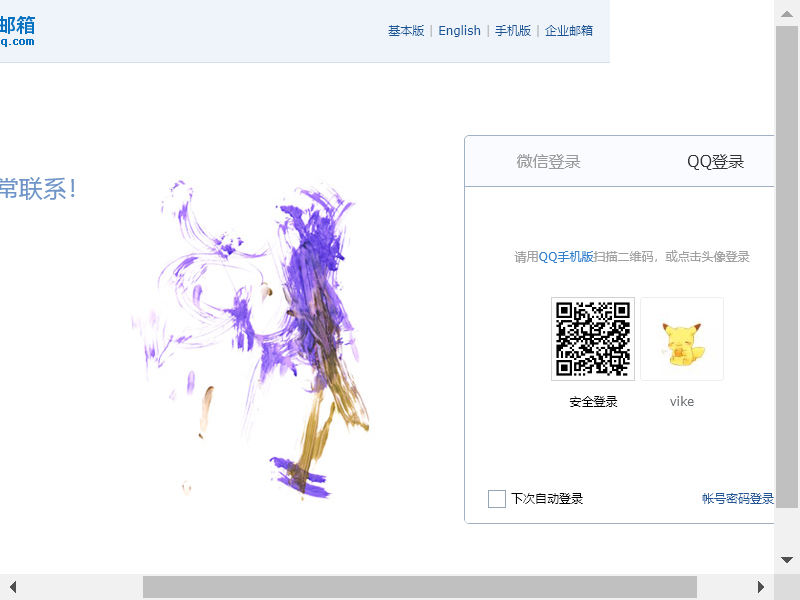 邮箱
q.com
基本版 | English | 手机版 | 企业邮箱
常联系!
微信登录 QQ登录
请用QQ手机版扫描二维码，或点击头像登录
安全登录 vike
下次自动登录 帐号密码登录